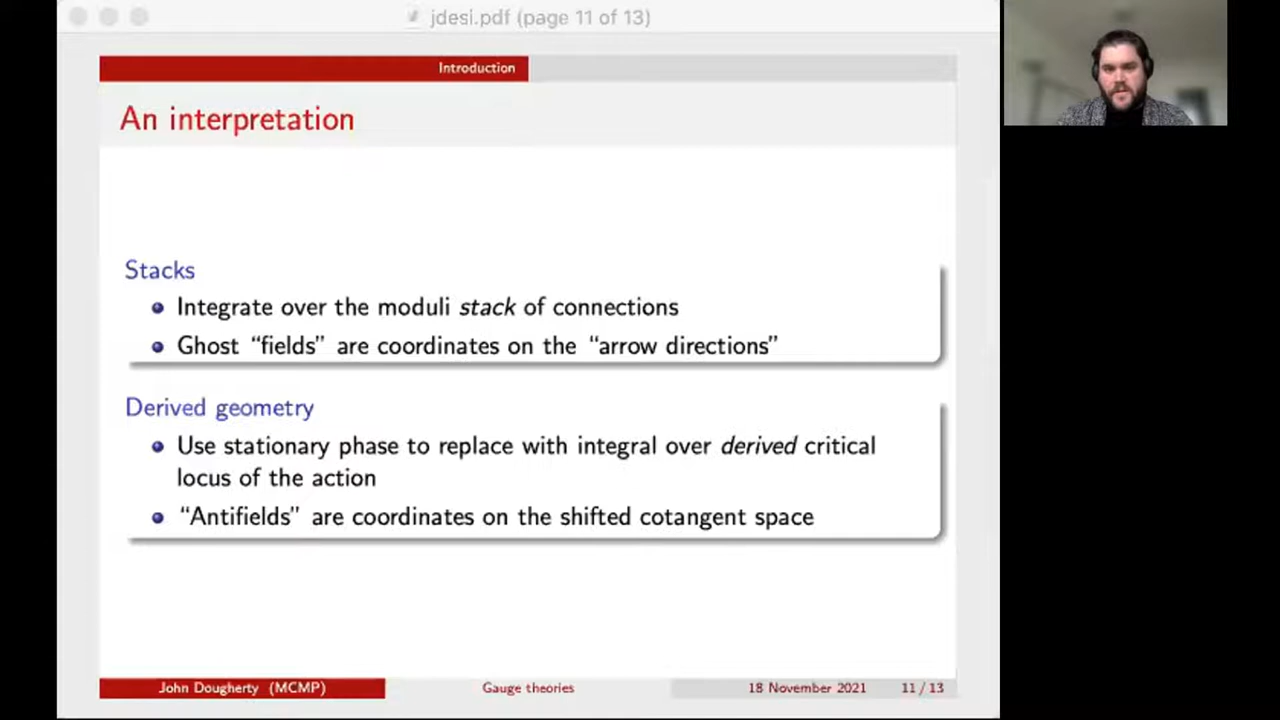 jdesi.pdf (page 11 of 13)
Introduction
An interpretation
Stacks
Integrate over the moduli stack of connections
Ghost “fields” are coordinates on the “arrow directions”
Derived geometry
Use stationary phase to replace with integral over derived critical
locus of the action
“Antifields” are coordinates on the shifted cotangent space
John Dougherty (MCMP)
Gauge theories
18 November 2021
11 / 13